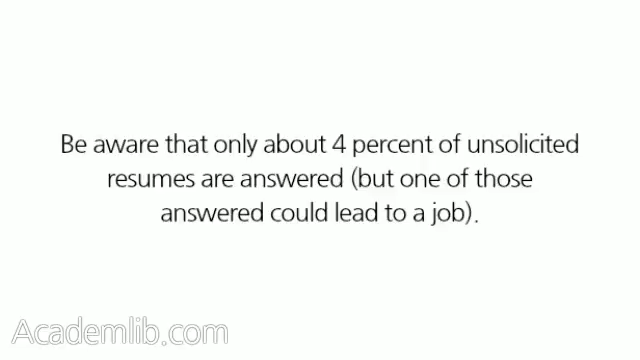 Be aware that only about 4 percent of unsolicited
resumes are answered (but one of those
answered could lead to a job).
Academlib.com